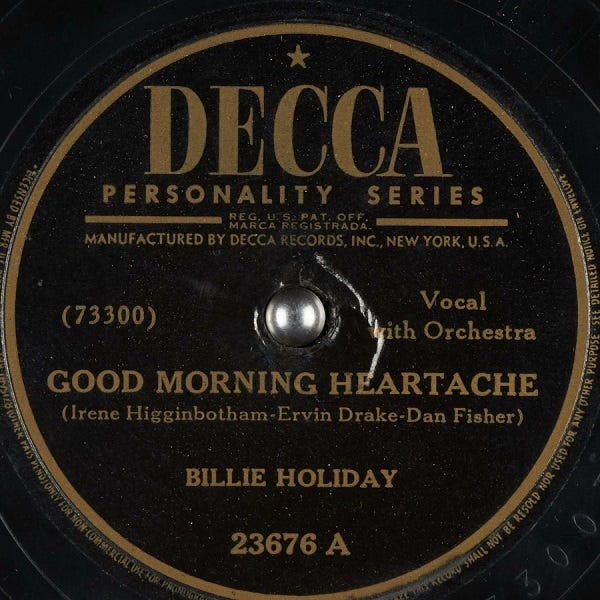 DECCA
PERSONALITY SERIES
REG. U.S. PAT. OFF.
MARCA REGISTRADA.
MANUFACTURED BY DECCA RECORDS, INC., NEW YORK, U.S.A.
(73300)
Vocal
with Orchestra
GOOD MORNING HEARTACHE
(Irene Higginbotham-Ervin Drake-Dan Fisher)
BILLIE HOLIDAY
23676 A